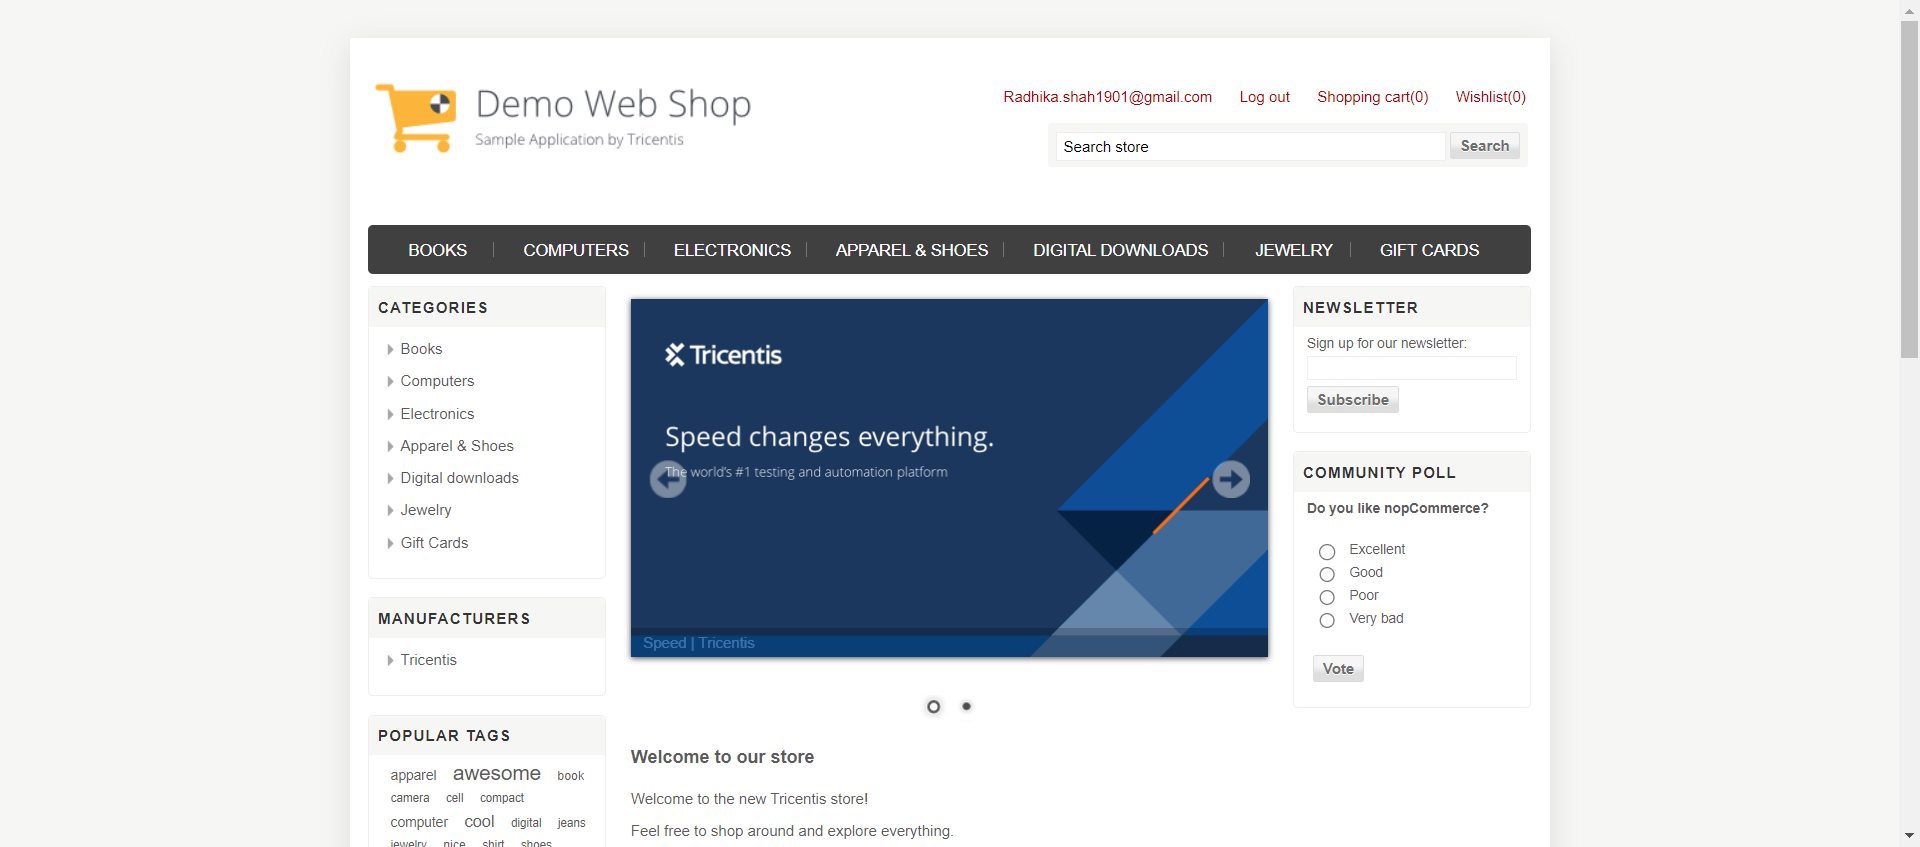 Demo Web Shop
Sample Application by Tricentis
Radhika.shah1901@gmail.com Log out Shopping cart(0) Wishlist(0)
Search store Search
BOOKS COMPUTERS ELECTRONICS APPAREL & SHOES DIGITAL DOWNLOADS JEWELRY GIFT CARDS
CATEGORIES
Books
Computers
Electronics
Apparel & Shoes
Digital downloads
Jewelry
Gift Cards
MANUFACTURERS
Tricentis
POPULAR TAGS
apparel awesome book
camera cell compact
computer cool digital jeans
jewelry nice shirt shoes
Tricentis
Speed changes everything.
The world's #1 testing and automation platform
Speed | Tricentis
Welcome to our store
Welcome to the new Tricentis store!
Feel free to shop around and explore everything.
NEWSLETTER
Sign up for our newsletter:
Subscribe
COMMUNITY POLL
Do you like nopCommerce?
Excellent
Good
Poor
Very bad
Vote